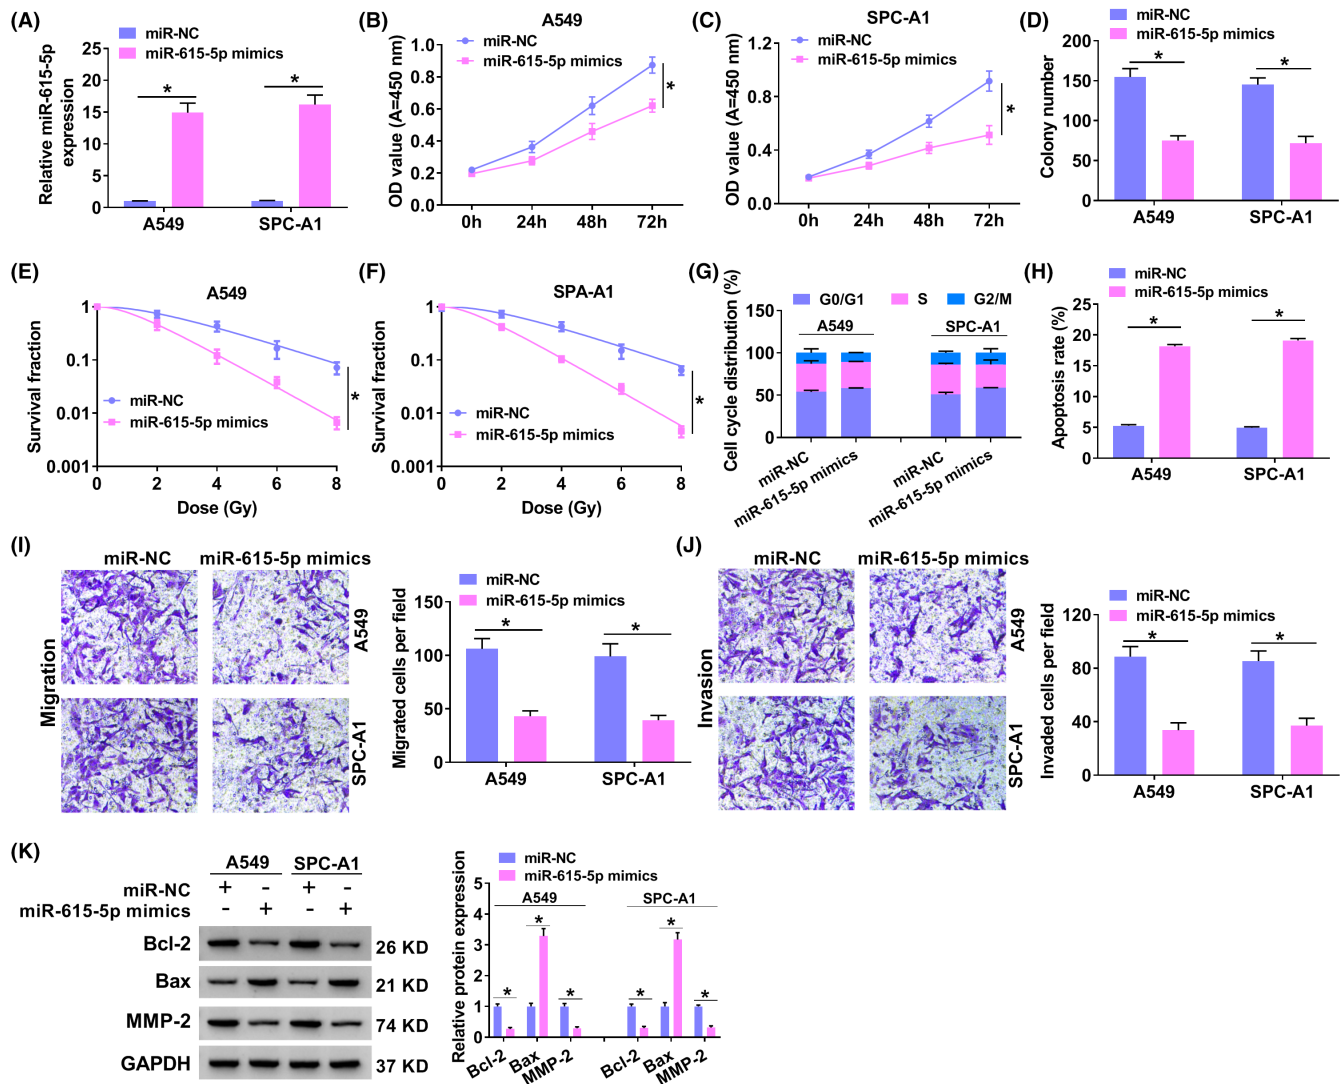 (A)
miR-NC
miR-615-5p mimics
Relative miR-615-5p
expression
25
20
15
10
5
0
*
*
A549
SPC-A1
(B)
A549
miR-NC
miR-615-5p mimics
OD value (A=450 nm)
1.0
0.8
0.6
0.4
0.2
0.0
*
0h 24h 48h 72h
(C)
SPC-A1
miR-NC
miR-615-5p mimics
OD value (A=450 nm)
1.2
0.8
0.4
0.0
*
0h 24h 48h 72h
(D)
miR-NC
miR-615-5p mimics
Colony number
200
150
100
50
0
*
*
A549
SPC-A1
(E)
A549
Survival fraction
1
0.1
0.01
0.001
miR-NC
miR-615-5p mimics
*
0 2 4 6 8
Dose (Gy)
(F)
SPA-A1
Survival fraction
1
0.1
0.01
0.001
miR-NC
miR-615-5p mimics
*
0 2 4 6 8
Dose (Gy)
(G)
Cell cycle distribution (%)
G0/G1 S G2/M
A549
SPC-A1
150
100
50
0
miR-NC
miR-615-5p mimics
miR-NC
miR-615-5p mimics
(H)
miR-NC
miR-615-5p mimics
Apoptosis rate (%)
25
20
15
10
5
0
*
*
A549
SPC-A1
(I)
miR-NC miR-615-5p mimics
Migration
A549
SPC-A1
miR-NC
miR-615-5p mimics
Migrated cells per field
150
100
50
0
*
*
A549
SPC-A1
(J)
miR-NC miR-615-5p mimics
Invasion
A549
SPC-A1
miR-NC
miR-615-5p mimics
Invaded cells per field
120
80
40
0
*
*
A549
SPC-A1
(K)
A549 SPC-A1
miR-NC + - + -
miR-615-5p mimics - + - +
Bcl-2 26 KD
Bax 21 KD
MMP-2 74 KD
GAPDH 37 KD
miR-NC
miR-615-5p mimics
Relative protein expression
5
4
3
2
1
0
A549
SPC-A1
* * *
* * *
Bcl-2 Bax MMP-2 Bcl-2 Bax MMP-2